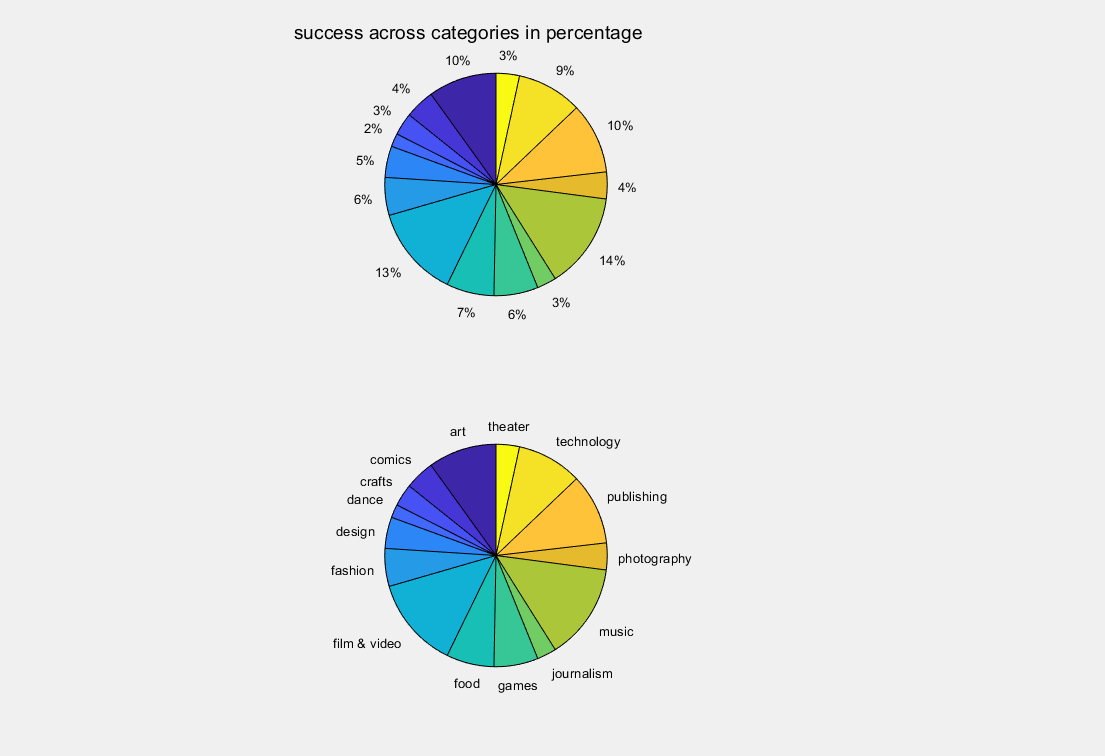 success across categories in percentage
10% 3%
9%
4%
3%
10%
2%
5%
4%
6%
14%
13%
3%
7% 6%
art theater
technology
comics
crafts
publishing
dance
design
photography
fashion
music
film & video
journalism
food games